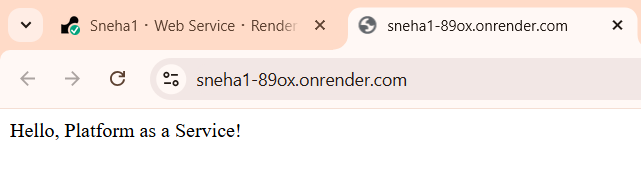 Sneha1 · Web Service · Render
sneha1-89ox.onrender.com
sneha1-89ox.onrender.com
Hello, Platform as a Service!